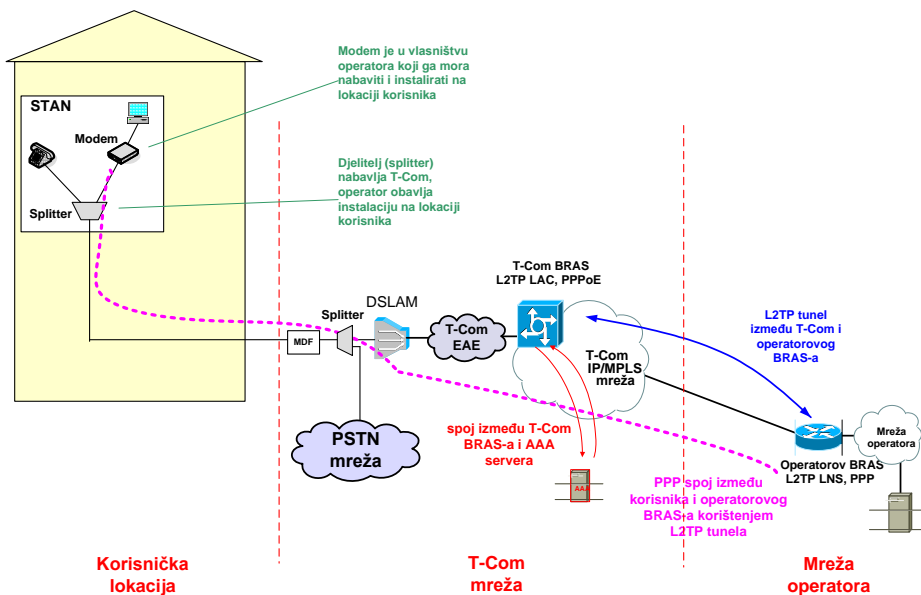 Modem je u vlasništvu
operatora koji ga mora
nabaviti i instalirati na
lokaciji korisnika
STAN
Modem
Djelitelj (splitter)
nabavlja T-Com,
operator obavlja
instalaciju na lokaciji
korisnika
Splitter
T-Com BRAS
L2TP LAC, PPPoE
DSLAM
Splitter
MDF
T-Com
EAE
L2TP tunel
između T-Com i
operatorovog
BRAS-a
T-Com
IP/MPLS
mreža
PSTN
mreža
spoj između T-Com
BRAS-a i AAA
servera
AAA
Mreža
operatora
Operatorov BRAS
L2TP LNS, PPP
PPP spoj između
korisnika i operatorovog
BRAS-a korištenjem
L2TP tunela
Korisnička
lokacija
T-Com
mreža
Mreža
operatora